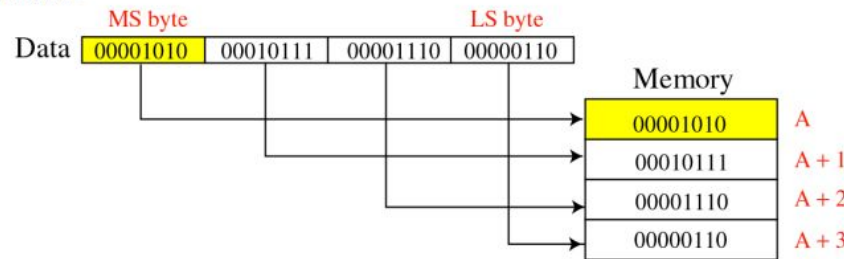 MS byte LS byte
Data 00001010 00010111 00001110 00000110
Memory
00001010 A
00010111 A + 1
00001110 A + 2
00000110 A + 3